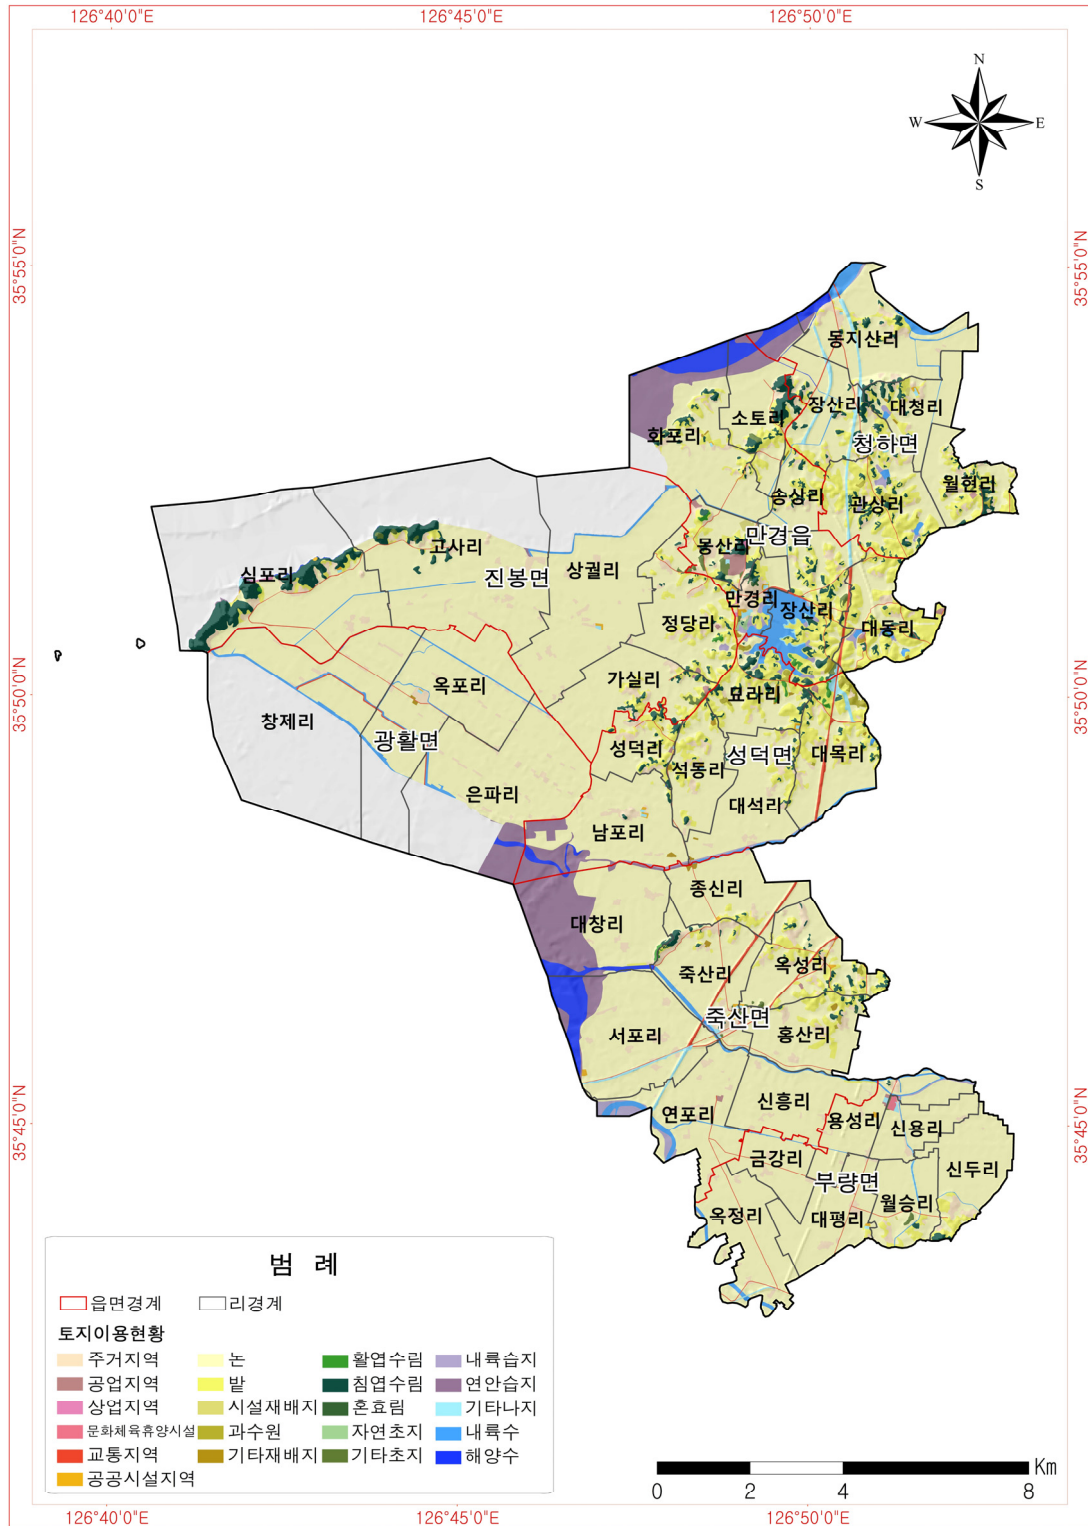 126°40'0"E 126°45'0"E 126°50'0"E
N
W E
S
35°55'0"N 35°55'0"N
동지산리
장산리 대청리
소토리
화포리 청하면
월현리
송상리 관상리
만경읍
몽산리
고사리
상궐리
심포리 진봉면
만경리 장산리
정당리 대동리
가실리
옥포리 묘라리
35°50'0"N 35°50'0"N
창제리
광활면 성덕리 성덕면 대목리
석동리
은파리 대석리
남포리
종신리
대창리
죽산리 옥성리
죽산면
서포리 홍산리
신흥리
연포리 용성리 신용리
35°45'0"N 35°45'0"N
금강리 신두리
부량면
월승리
옥정리 대평리
범 례
읍면경계 리경계
토지이용현황
주거지역 논 활엽수림 내륙습지
공업지역 밭 침엽수림 연안습지
상업지역 시설재배지 혼효림 기타나지
문화체육휴양시설 과수원 자연초지 내륙수
교통지역 기타재배지 기타초지 해양수
공공시설지역
Km
0 2 4 8
126°40'0"E 126°45'0"E 126°50'0"E